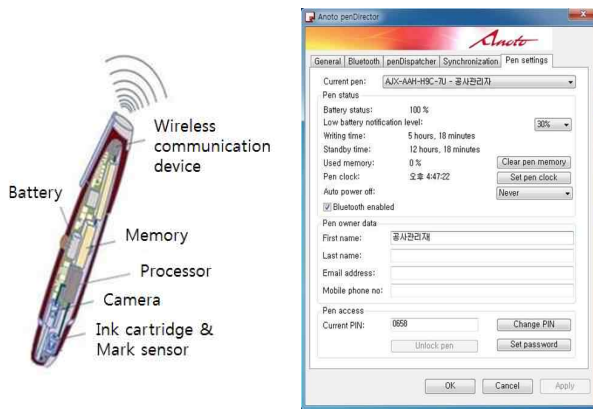 Wireless
communication
device
Battery
Memory
Processor
Camera
Ink cartridge &
Mark sensor
Anoto penDirector
Anoto
General Bluetooth penDispatcher Synchronization Pen settings
Current pen: AJX-AAH-H9C-7U - 공사관리자
Pen status
Battery status: 100 %
Low battery notification level: 30%
Writing time: 5 hours, 18 minutes
Standby time: 12 hours, 18 minutes
Used memory: 0 % Clear pen memory
Pen clock: 오후 4:47:22 Set pen clock
Auto power off: Never
Bluetooth enabled
Pen owner data
First name: 공사관리자
Last name:
Email address:
Mobile phone no:
Pen access
Current PIN: 0658 Change PIN
Unlock pen Set password
OK Cancel Apply